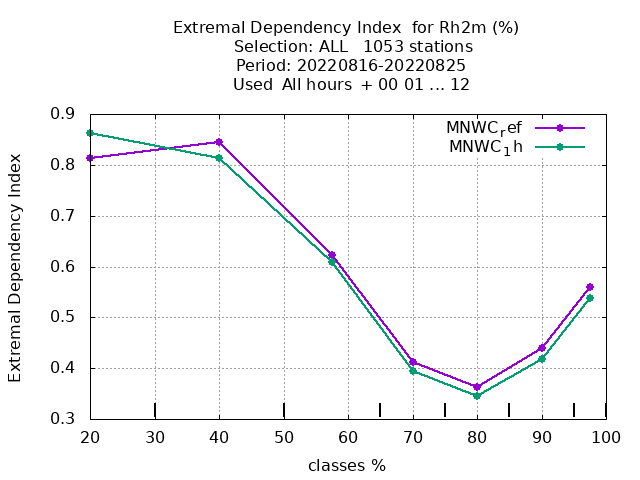 Extremal Dependency Index  for Rh2m (%)
Selection: ALL   1053 stations
Period: 20220816-20220825
Used  All hours  + 00 01 ... 12
MNWCref
MNWC1h
Extremal Dependency Index
0.9
0.8
0.7
0.6
0.5
0.4
0.3
20 30 40 50 60 70 80 90 100
classes %